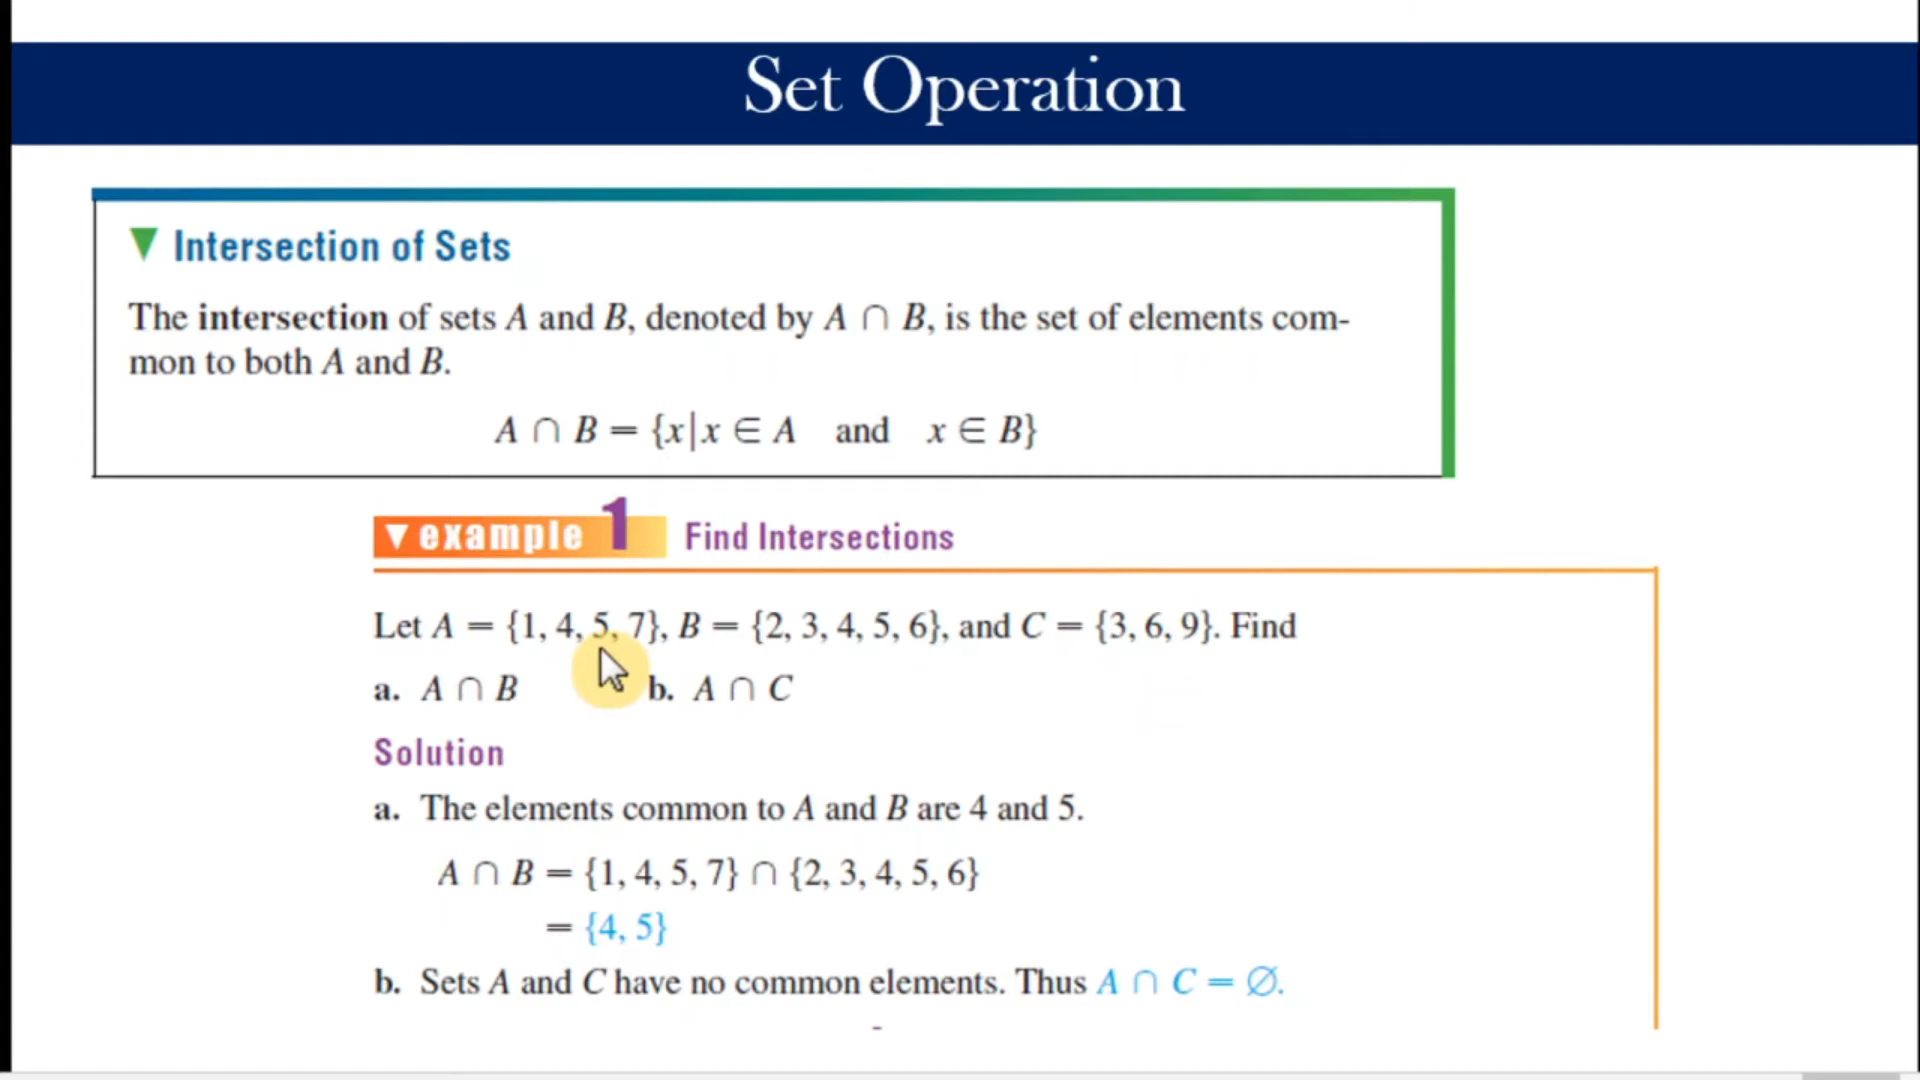 Set Operation
▼ Intersection of Sets
The intersection of sets A and B, denoted by A ∩ B, is the set of elements com-
mon to both A and B.
A ∩ B = {x|x ∈ A and x ∈ B}
▼ example 1 Find Intersections
Let A = {1, 4, 5, 7}, B = {2, 3, 4, 5, 6}, and C = {3, 6, 9}. Find
a. A ∩ B b. A ∩ C
Solution
a. The elements common to A and B are 4 and 5.
A ∩ B = {1, 4, 5, 7} ∩ {2, 3, 4, 5, 6}
= {4, 5}
b. Sets A and C have no common elements. Thus A ∩ C = ∅.